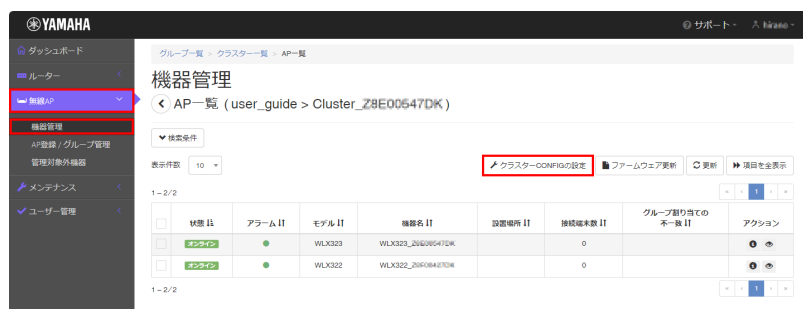 YAMAHA
サポート
hirano
ダッシュボード
ルーター
無線AP
機器管理
AP登録 / グループ管理
管理対象外機器
メンテナンス
ユーザー管理
グループ一覧 > クラスター一覧 > AP一覧
機器管理
AP一覧 ( user_guide > Cluster_Z8E00547DK )
検索条件
表示件数 10
クラスターCONFIGの設定 ファームウェア更新 更新 項目を全表示
1 – 2 / 2
« ‹ 1 › »
状態 アラーム モデル 機器名 設置場所 接続端末数 グループ割り当ての不一致 アクション
オンライン WLX323 WLX323_Z8E00547DK 0
オンライン WLX322 WLX322_ 0
1 – 2 / 2
« ‹ 1 › »